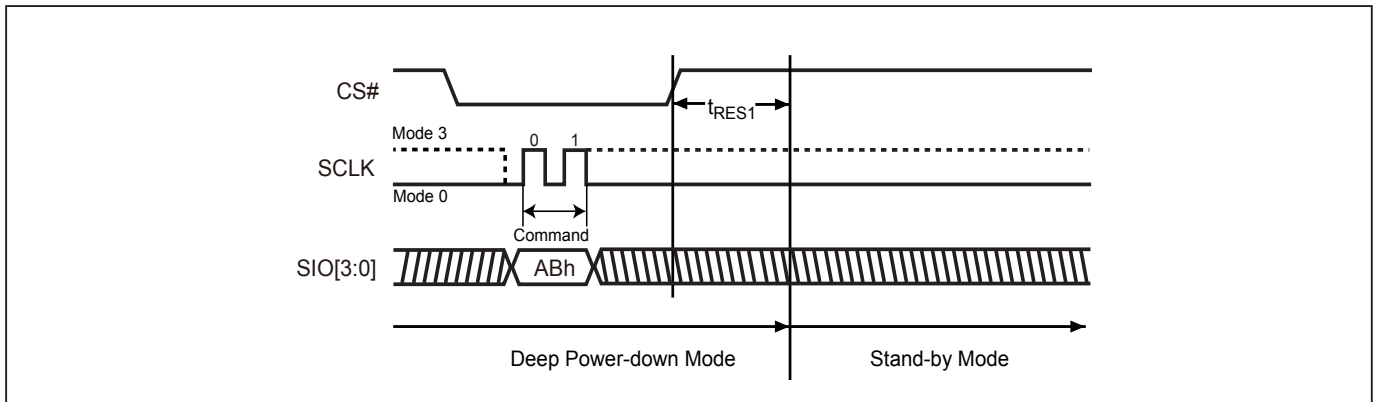 CS#
tRES1
Mode 3
0 1
SCLK
Mode 0
Command
SIO[3:0]
ABh
Deep Power-down Mode
Stand-by Mode